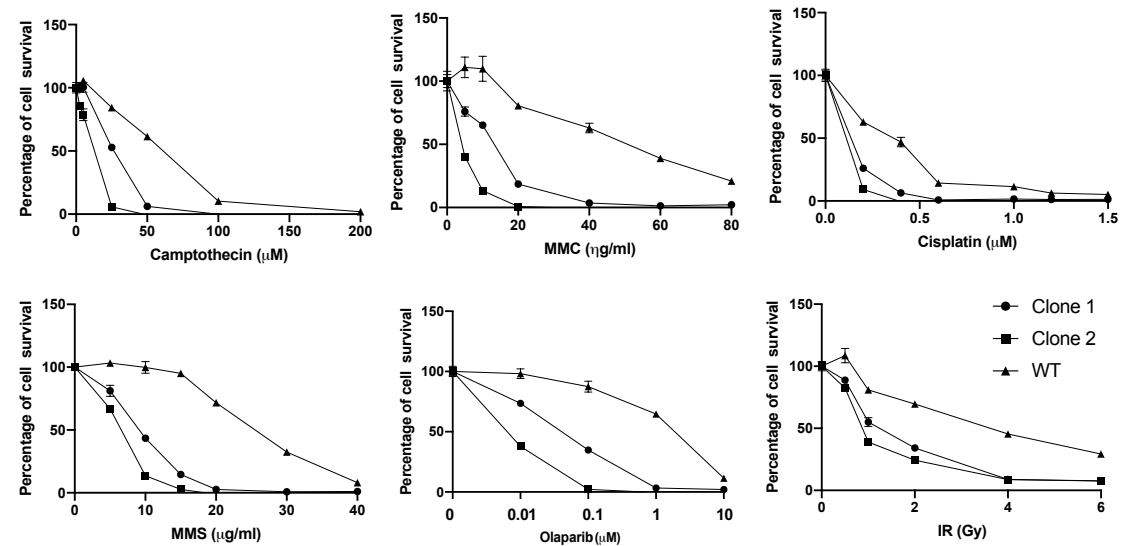 150
100
50
0
Percentage of cell survival
0 50 100 150 200
Camptothecin (μM)
150
100
50
0
Percentage of cell survival
0 20 40 60 80
MMC (ηg/ml)
150
100
50
0
Percentage of cell survival
0.0 0.5 1.0 1.5
Cisplatin (μM)
150
100
50
0
Percentage of cell survival
0 10 20 30 40
MMS (μg/ml)
150
100
50
0
Percentage of cell survival
0 0.01 0.1 1 10
Olaparib (μM)
150
100
50
0
Percentage of cell survival
0 2 4 6
IR (Gy)
Clone 1
Clone 2
WT